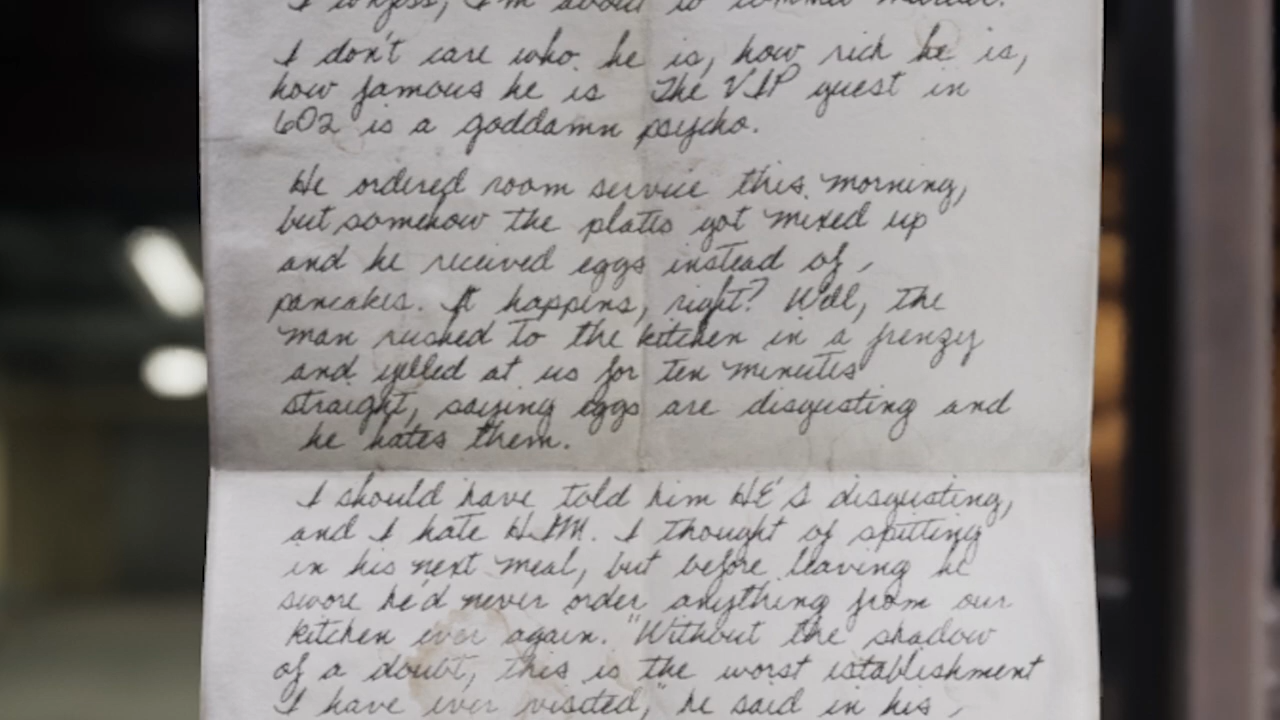 I confess, I'm about to commit murder.
I don't care who he is, how rich he is,
how famous he is The VIP guest in
602 is a goddamn psycho.
He ordered room service this morning,
but somehow the plates got mixed up
and he received eggs instead of
pancakes. It happens, right? Well, the
man rushed to the kitchen in a frenzy
and yelled at us for ten minutes
straight, saying eggs are disgusting and
he hates them.
I should have told him HE'S disgusting,
and I hate HIM. I thought of spitting
in his next meal, but before leaving he
swore he'd never order anything from our
kitchen ever again. "Without the shadow
of a doubt, this is the worst establishment
I have ever visited," he said in his